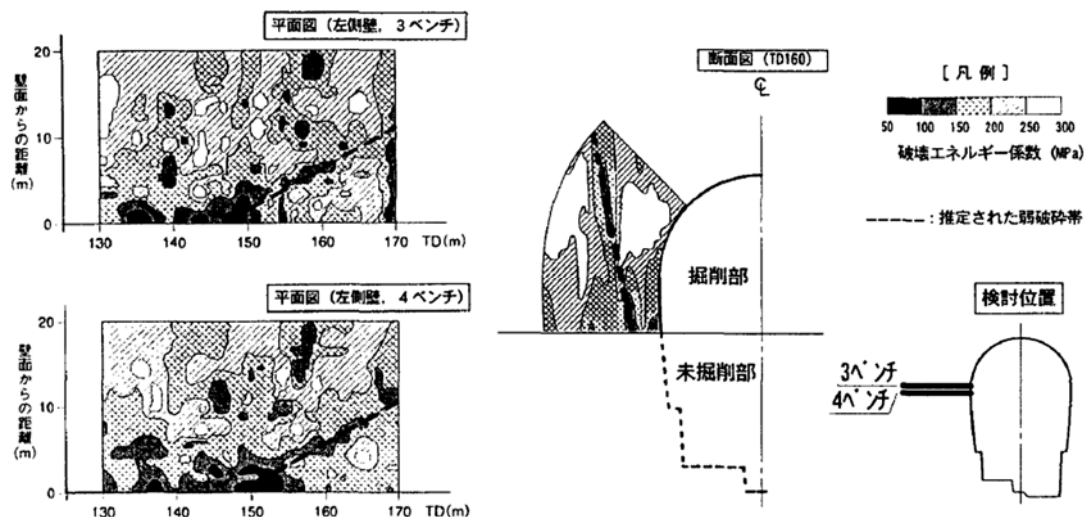 平面図 (左側壁, 3ベンチ)
壁面からの距離 (m)
20
10
0
130
140
150
160
170
TD(m)
平面図 (左側壁, 4ベンチ)
壁面からの距離 (m)
20
10
0
130
140
150
160
170
TD(m)
断面図 (TD160)
℄
掘削部
未掘削部
[凡例]
50
100
150
200
250
300
破壊エネルギー係数 (MPa)
-----:推定された弱破砕帯
検討位置
3ベンチ
4ベンチ